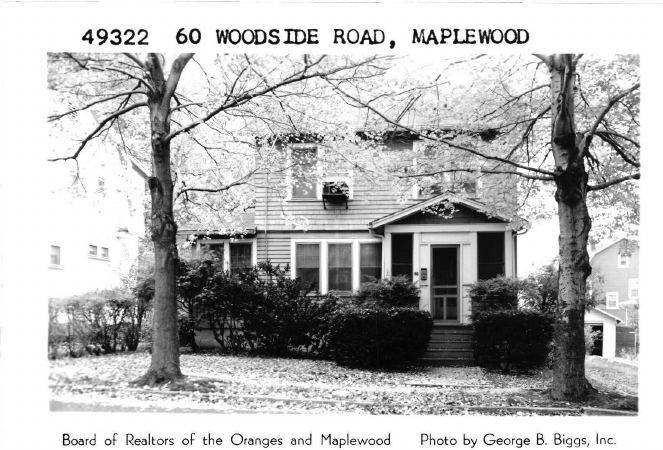 49322 60 WOODSIDE ROAD, MAPLEWOOD
Board of Realtors of the Oranges and Maplewood Photo by George B. Biggs, Inc.